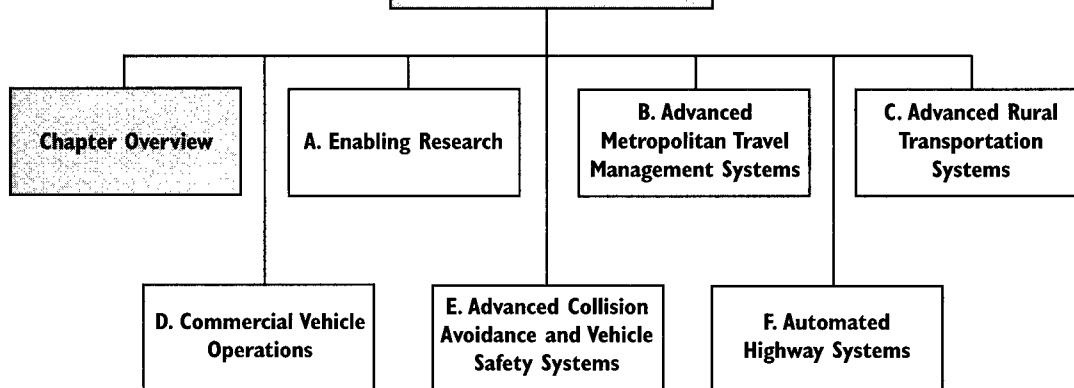 Chapter Overview
A. Enabling Research
B. Advanced
Metropolitan Travel
Management Systems
C. Advanced Rural
Transportation
Systems
D. Commercial Vehicle
Operations
E. Advanced Collision
Avoidance and Vehicle
Safety Systems
F. Automated
Highway Systems